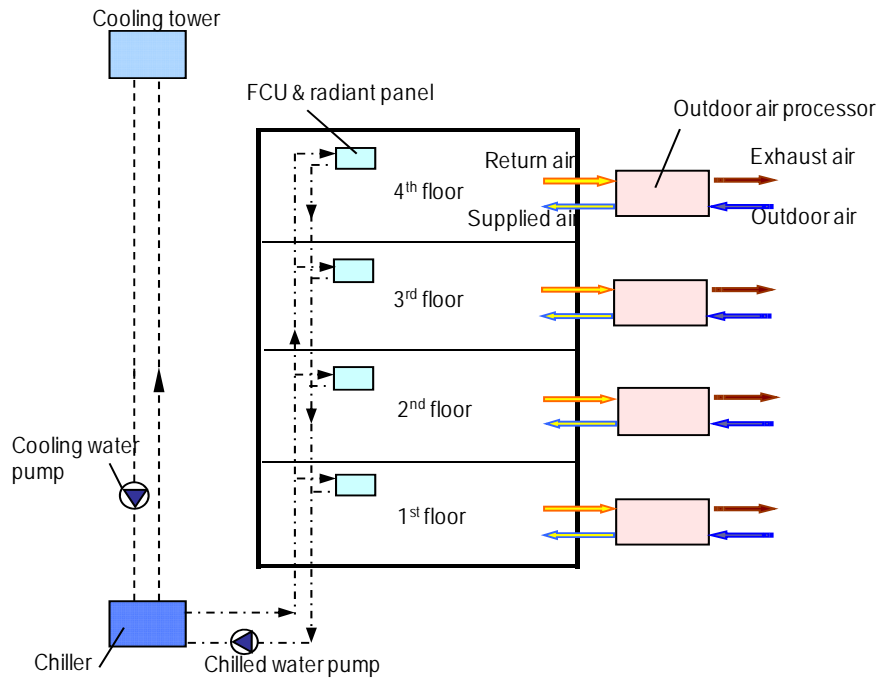 Cooling tower
FCU & radiant panel
Outdoor air processor
Return air
Exhaust air
4th floor
Supplied air
Outdoor air
3rd floor
2nd floor
Cooling water
pump
1st floor
Chiller
Chilled water pump